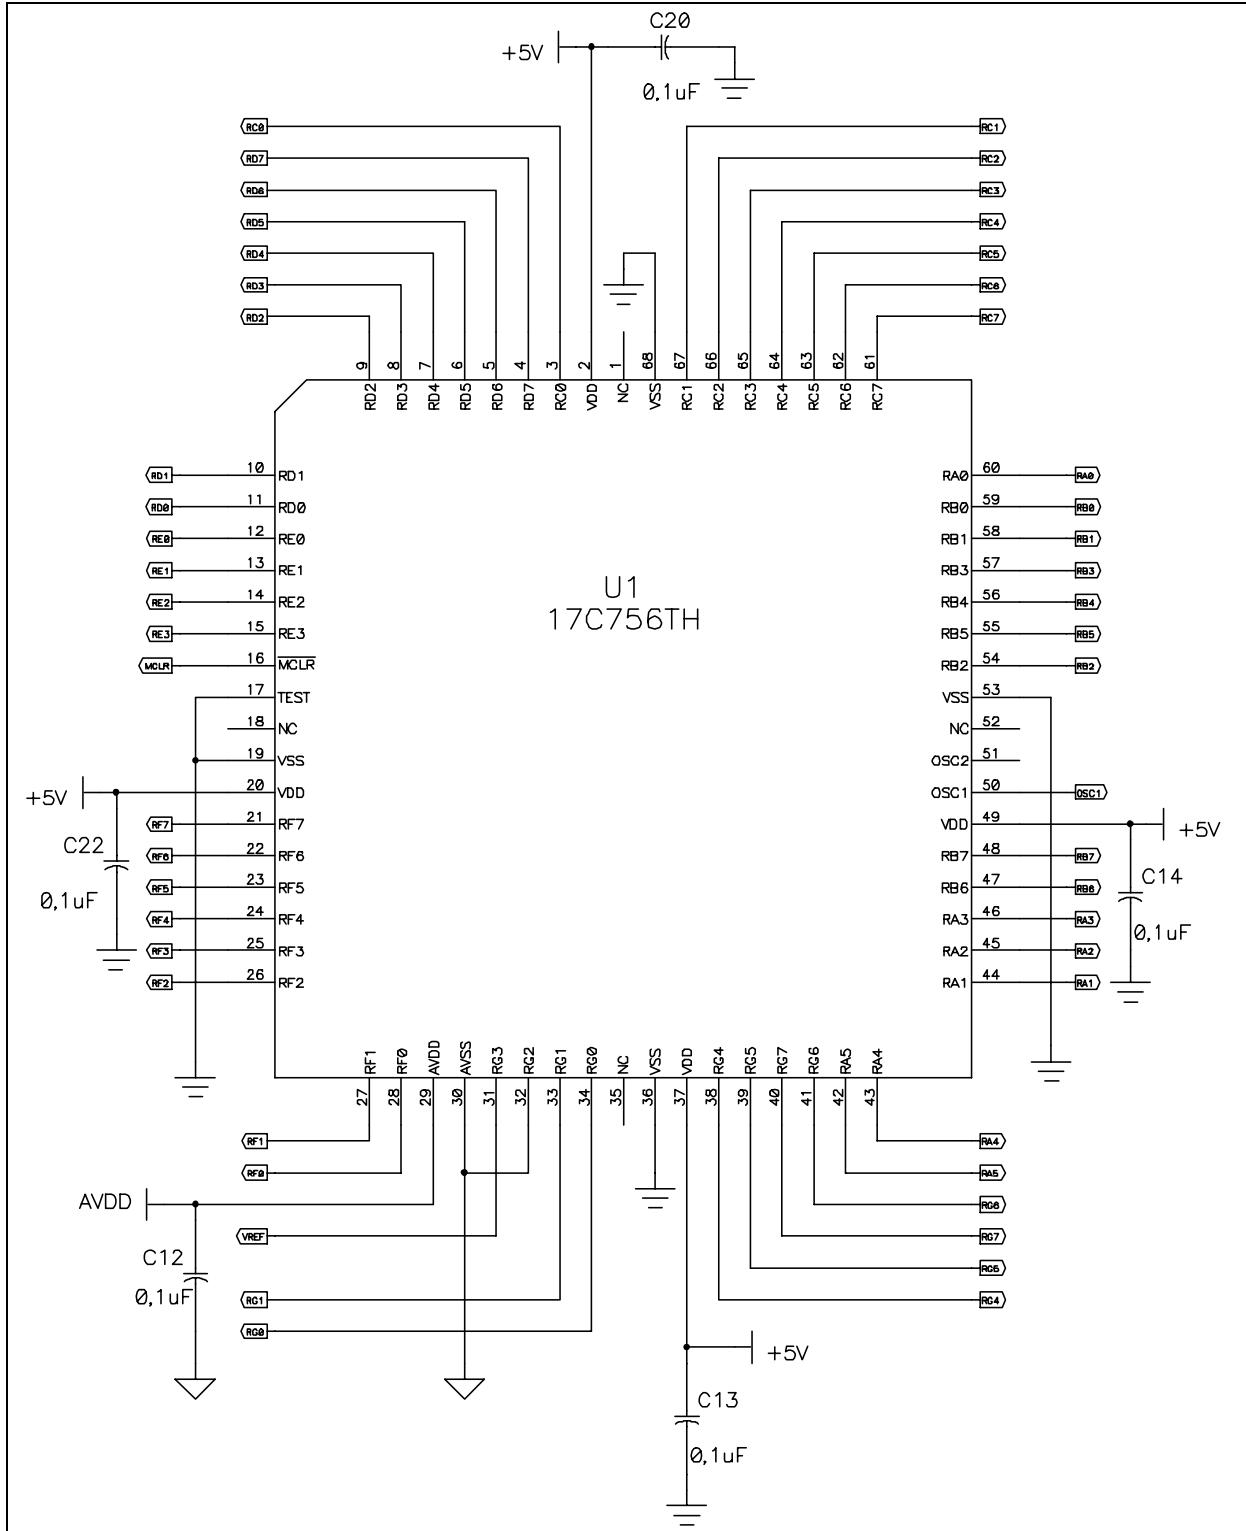 C20
+5V
0.1uF
RC0
RC1
RD7
RC2
RD6
RC3
RD5
RC4
RD4
RC5
RD3
RC6
RD2
RC7
9 8 7 6 5 4 3 2 1 68 67 66 65 64 63 62 61
RD2 RD3 RD4 RD5 RD6 RD7 RC0 VDD NC VSS RC1 RC2 RC3 RC4 RC5 RC6 RC7
RD1 10 RD1
RD0 11 RD0
RE0 12 RE0
RE1 13 RE1
RE2 14 RE2
RE3 15 RE3
MCLR 16 MCLR
17 TEST
18 NC
19 VSS
+5V 20 VDD
RF7 21 RF7
C22
RF6 22 RF6
RF5 23 RF5
0.1uF
RF4 24 RF4
RF3 25 RF3
RF2 26 RF2
U1
17C756TH
RA0 60 RA0
RB0 59 RB0
RB1 58 RB1
RB3 57 RB3
RB4 56 RB4
RB5 55 RB5
RB2 54 RB2
VSS 53
NC 52
OSC2 51
OSC1 50 OSC1
VDD 49 +5V
RB7 48 RB7
C14
RB6 47 RB6
RA3 46 RA3
0.1uF
RA2 45 RA2
RA1 44 RA1
RF1 RF0 AVDD AVSS RG3 RG2 RG1 RG0 NC VSS VDD RG4 RG5 RG7 RG6 RA5 RA4
27 28 29 30 31 32 33 34 35 36 37 38 39 40 41 42 43
RF1
RA4
RF0
RA5
AVDD
RG6
VREF
RG7
C12
RG5
0.1uF
RG1
RG4
RG0
+5V
C13
0.1uF